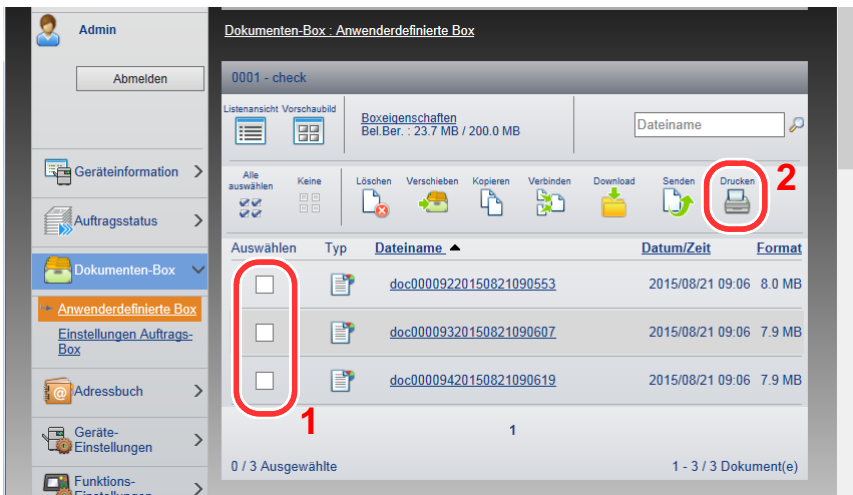 Admin
Abmelden
Geräteinformation
Auftragsstatus
Dokumenten-Box
Anwenderdefinierte Box
Einstellungen Auftrags-
Box
Adressbuch
Geräte-
Einstellungen
Funktions-
Einstellungen
Dokumenten-Box : Anwenderdefinierte Box
0001 - check
Listenansicht Vorschaubild
Boxeigenschaften
Bel.Ber. : 23.7 MB / 200.0 MB
Dateiname
Alle
auswählen
Keine
Löschen Verschieben Kopieren Verbinden Download Senden Drucken
2
Auswählen Typ Dateiname Datum/Zeit Format
doc00009220150821090553 2015/08/21 09:06 8.0 MB
doc00009320150821090607 2015/08/21 09:06 7.9 MB
doc00009420150821090619 2015/08/21 09:06 7.9 MB
1
1
0 / 3 Ausgewählte 1 - 3 / 3 Dokument(e)